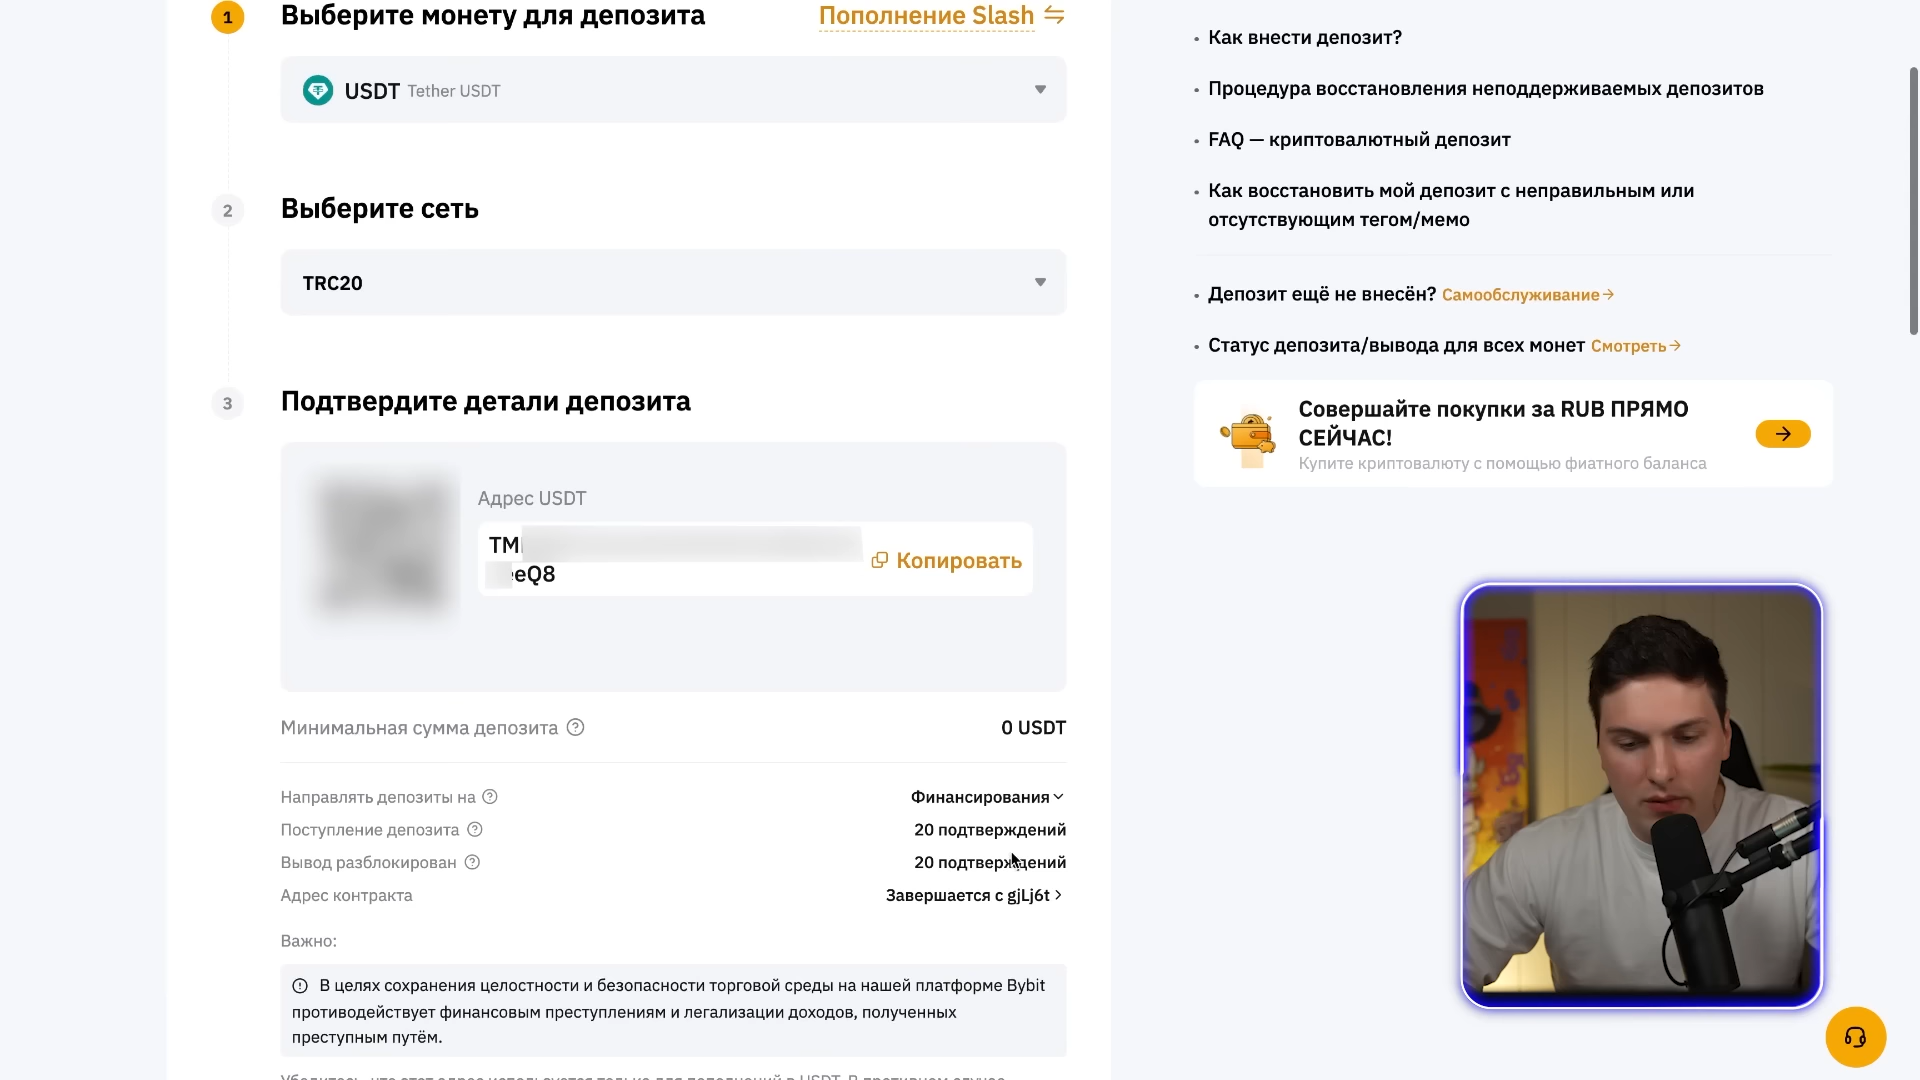 1
Выберите монету для депозита
Пополнение Slash
USDT Tether USDT
2
Выберите сеть
TRC20
3
Подтвердите детали депозита
Адрес USDT
TM
eQ8
Копировать
Минимальная сумма депозита
0 USDT
Направлять депозиты на
Финансирования
Поступление депозита
20 подтверждений
Вывод разблокирован
20 подтверждений
Адрес контракта
Завершается с gjLj6t
Важно:
В целях сохранения целостности и безопасности торговой среды на нашей платформе Bybit
противодействует финансовым преступлениям и легализации доходов, полученных
преступным путём.
Как внести депозит?
Процедура восстановления неподдерживаемых депозитов
FAQ — криптовалютный депозит
Как восстановить мой депозит с неправильным или
отсутствующим тегом/мемо
Депозит ещё не внесён? Самообслуживание
Статус депозита/вывода для всех монет Смотреть
Совершайте покупки за RUB ПРЯМО
СЕЙЧАС!
Купите криптовалюту с помощью фиатного баланса